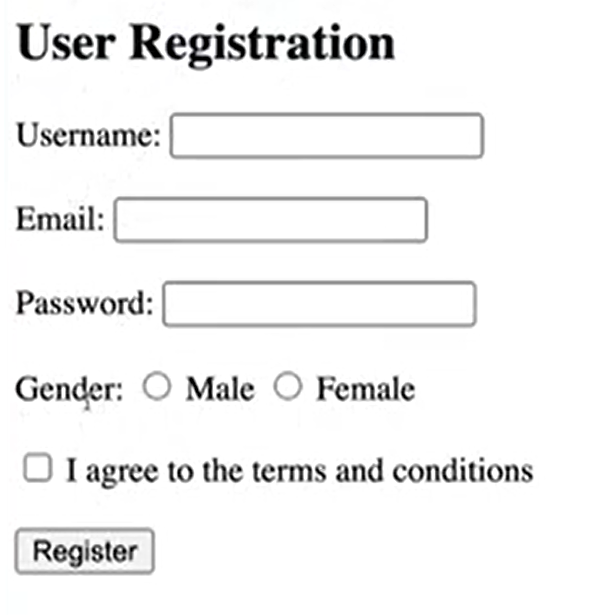 User Registration
Username:
Email:
Password:
Gender: Male Female
I agree to the terms and conditions
Register